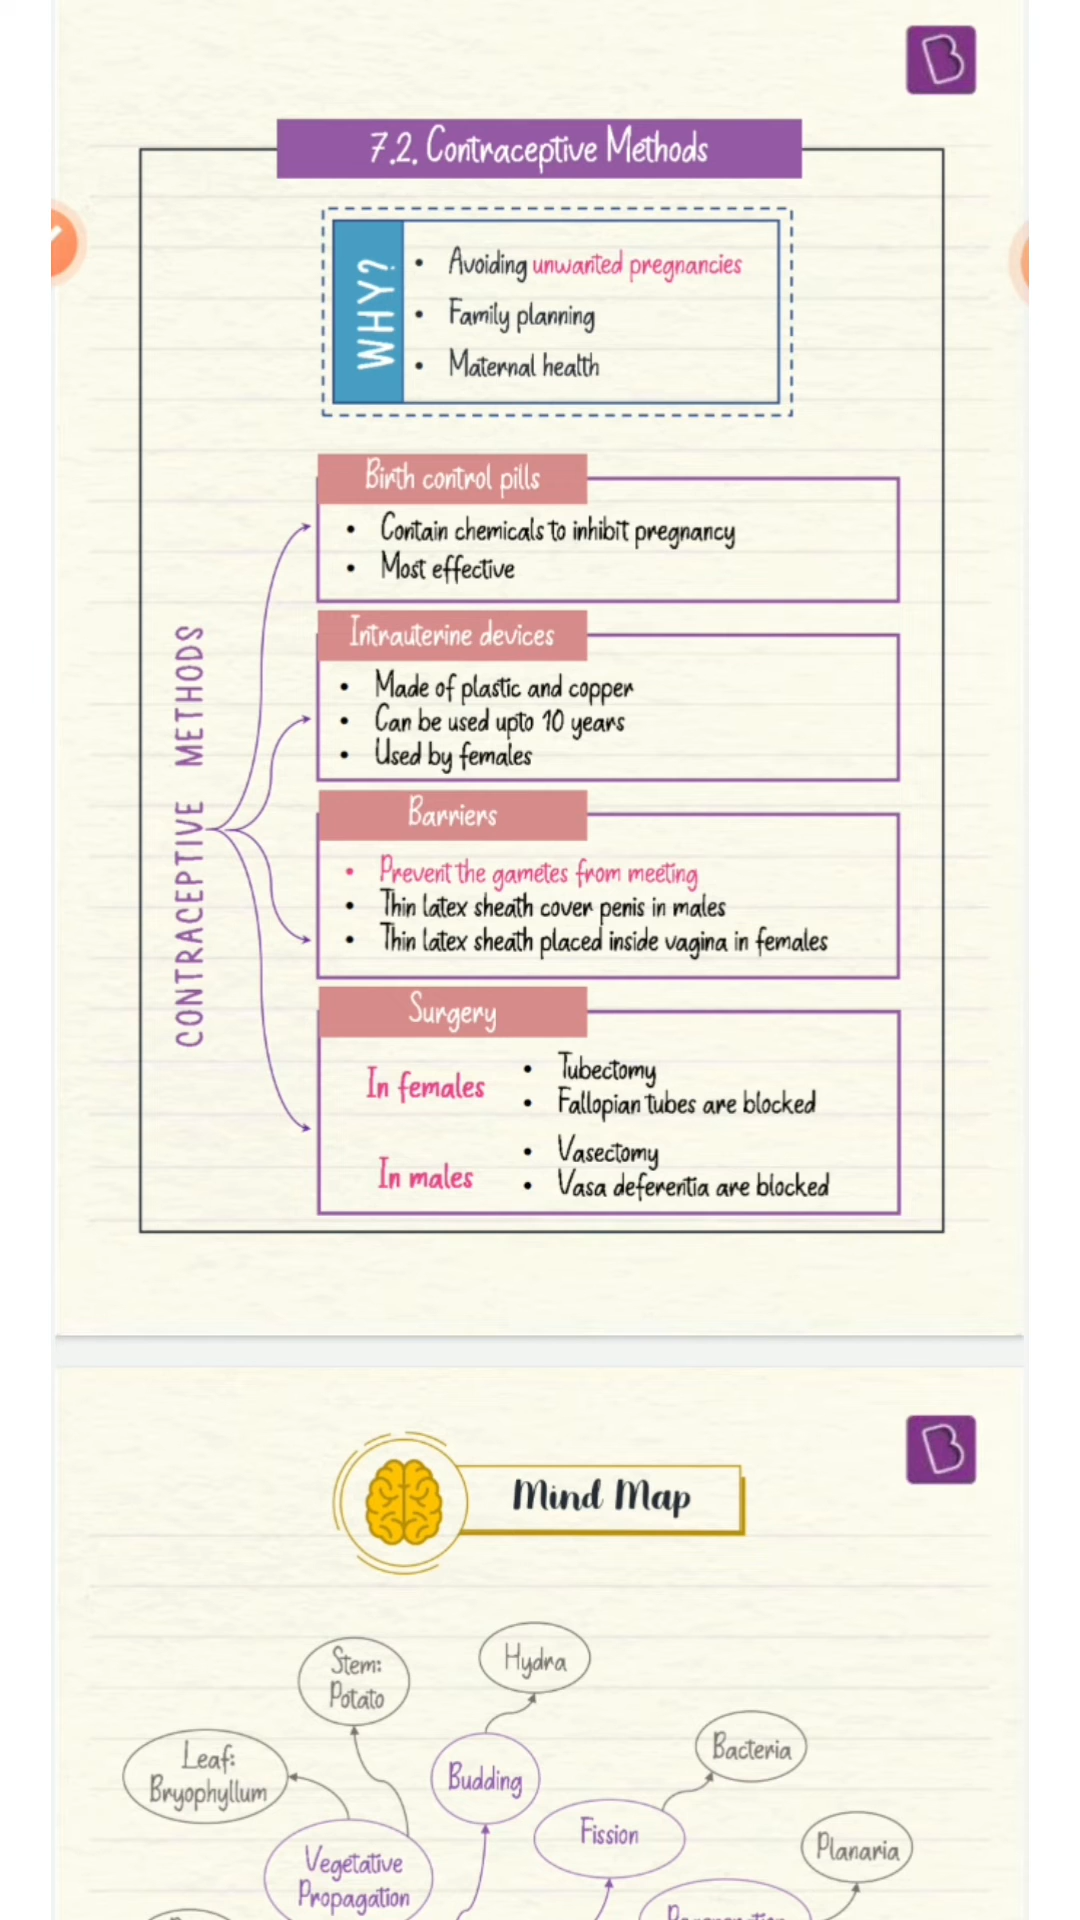 B
7.2. Contraceptive Methods
WHY?
• Avoiding unwanted pregnancies
• Family planning
• Maternal health
CONTRACEPTIVE METHODS
Birth control pills
• Contain chemicals to inhibit pregnancy
• Most effective
Intrauterine devices
• Made of plastic and copper
• Can be used upto 10 years
• Used by females
Barriers
• Prevent the gametes from meeting
• Thin latex sheath cover penis in males
• Thin latex sheath placed inside vagina in females
Surgery
In females
• Tubectomy
• Fallopian tubes are blocked
In males
• Vasectomy
• Vasa deferentia are blocked
B
Mind Map
Stem:
Potato
Hydra
Leaf:
Bryophyllum
Budding
Bacteria
Fission
Planaria
Vegetative
Propagation